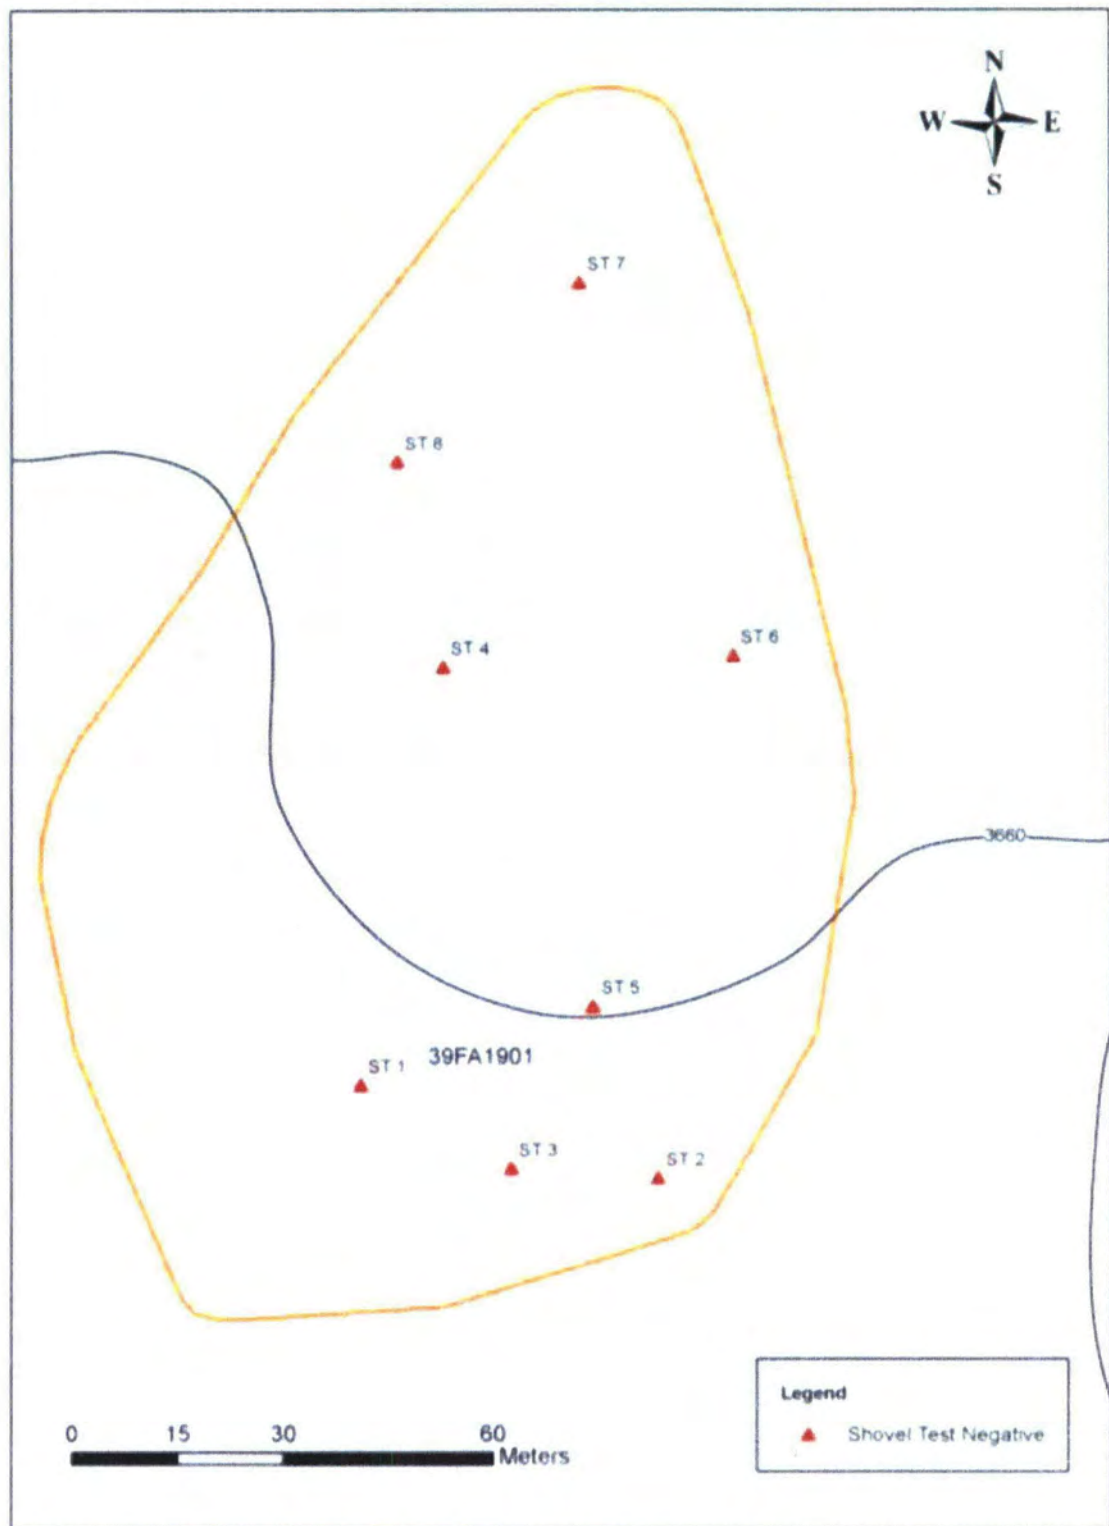 N
W E
S
ST 7
ST 8
ST 4
ST 6
3660
ST 5
39FA1901
ST 1
ST 3
ST 2
Legend
Shovel Test Negative
0 15 30 60
Meters